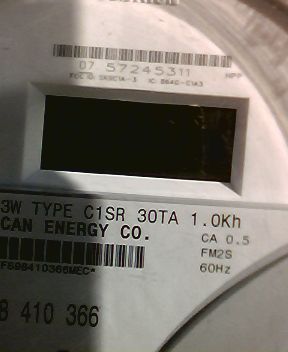 07 57245311 HPP
3W TYPE C1SR 30TA 1.0Kh
CAN ENERGY CO.
CA 0.5
FM2S
60Hz
8 410 366